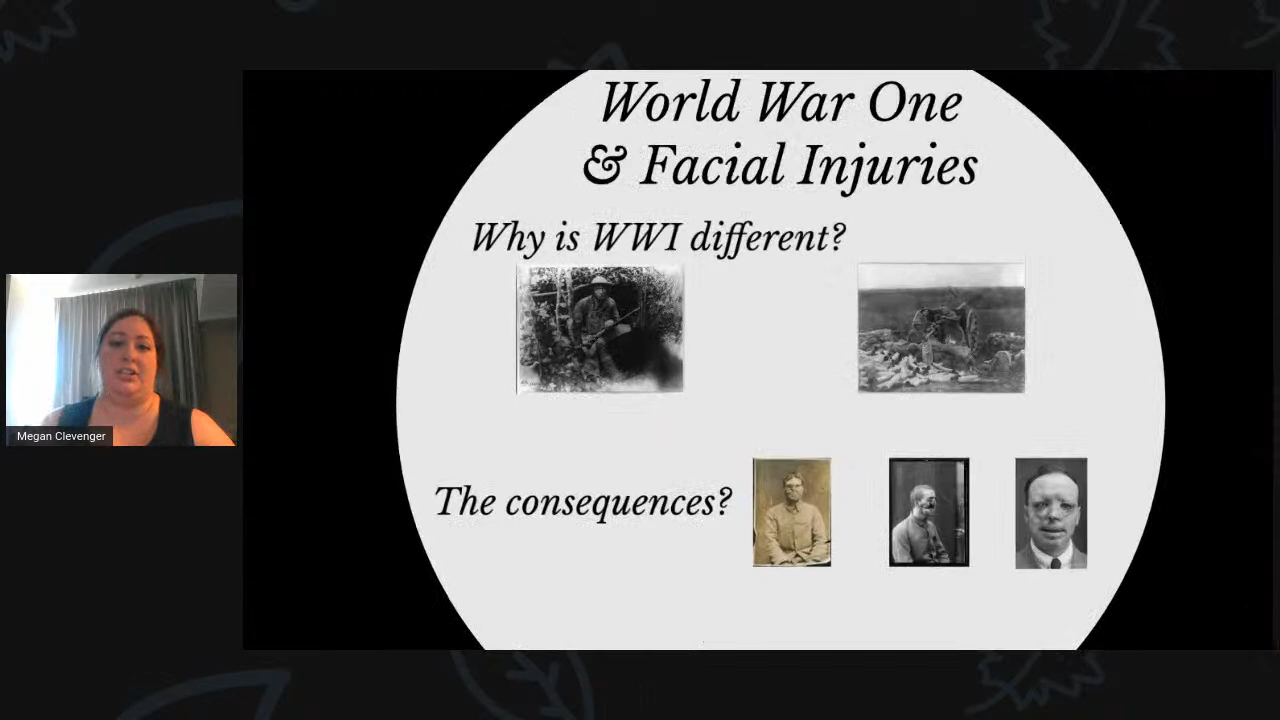 World War One
& Facial Injuries
Why is WWI different?
The consequences?
Megan Clevenger